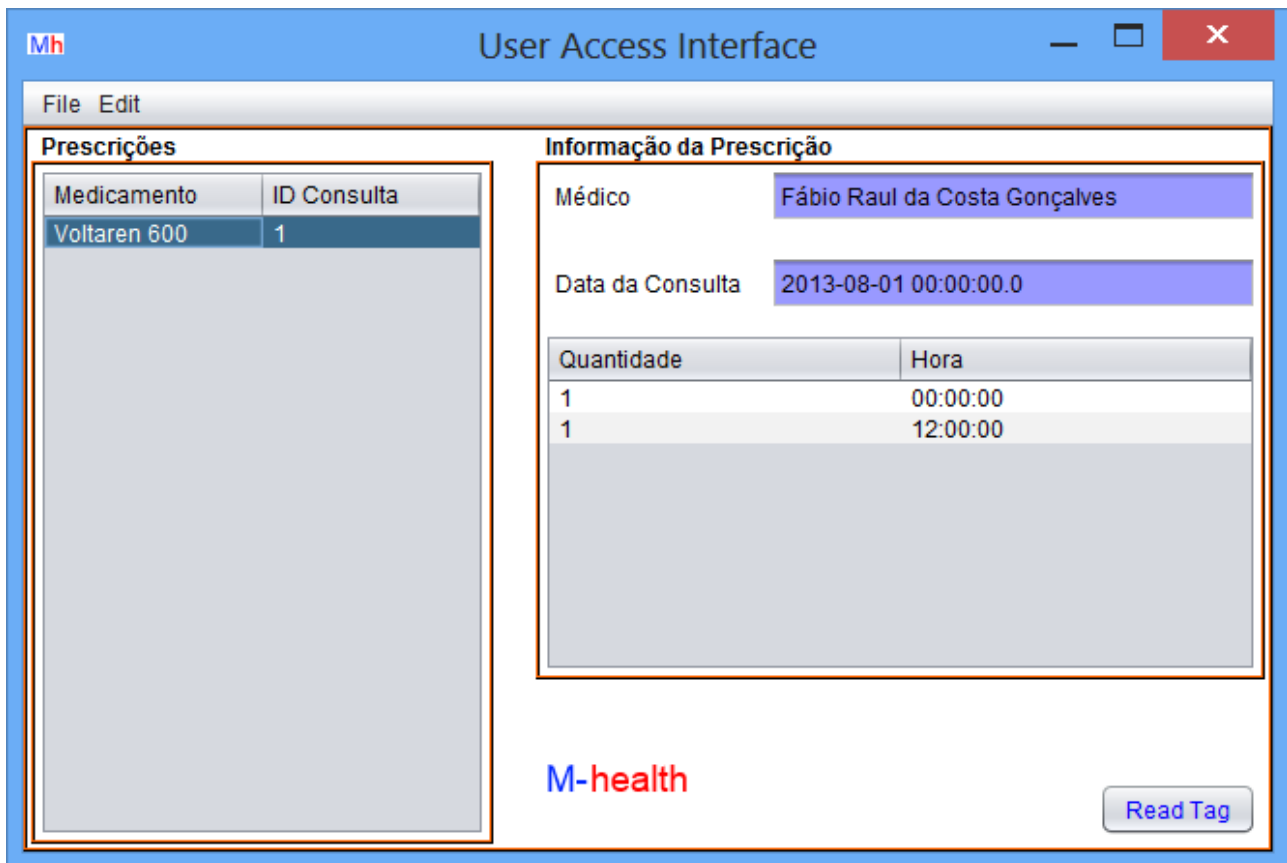 Mh User Access Interface
File Edit
Prescrições
Medicamento ID Consulta
Voltaren 600 1
Informação da Prescrição
Médico Fábio Raul da Costa Gonçalves
Data da Consulta 2013-08-01 00:00:00.0
Quantidade Hora
1 00:00:00
1 12:00:00
M-health
Read Tag